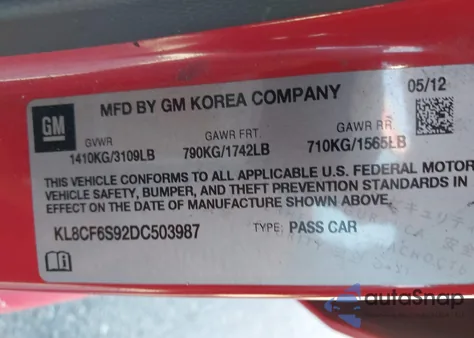 05/12
GM
MFD BY GM KOREA COMPANY
GVWR GAWR FRT. GAWR RR.
1410KG/3109LB 790KG/1742LB 710KG/1565LB
THIS VEHICLE CONFORMS TO ALL APPLICABLE U.S. FEDERAL MOTOR
VEHICLE SAFETY, BUMPER, AND THEFT PREVENTION STANDARDS IN
EFFECT ON THE DATE OF MANUFACTURE SHOWN ABOVE.
KL8CF6S92DC503987 TYPE: PASS CAR
autoSnap